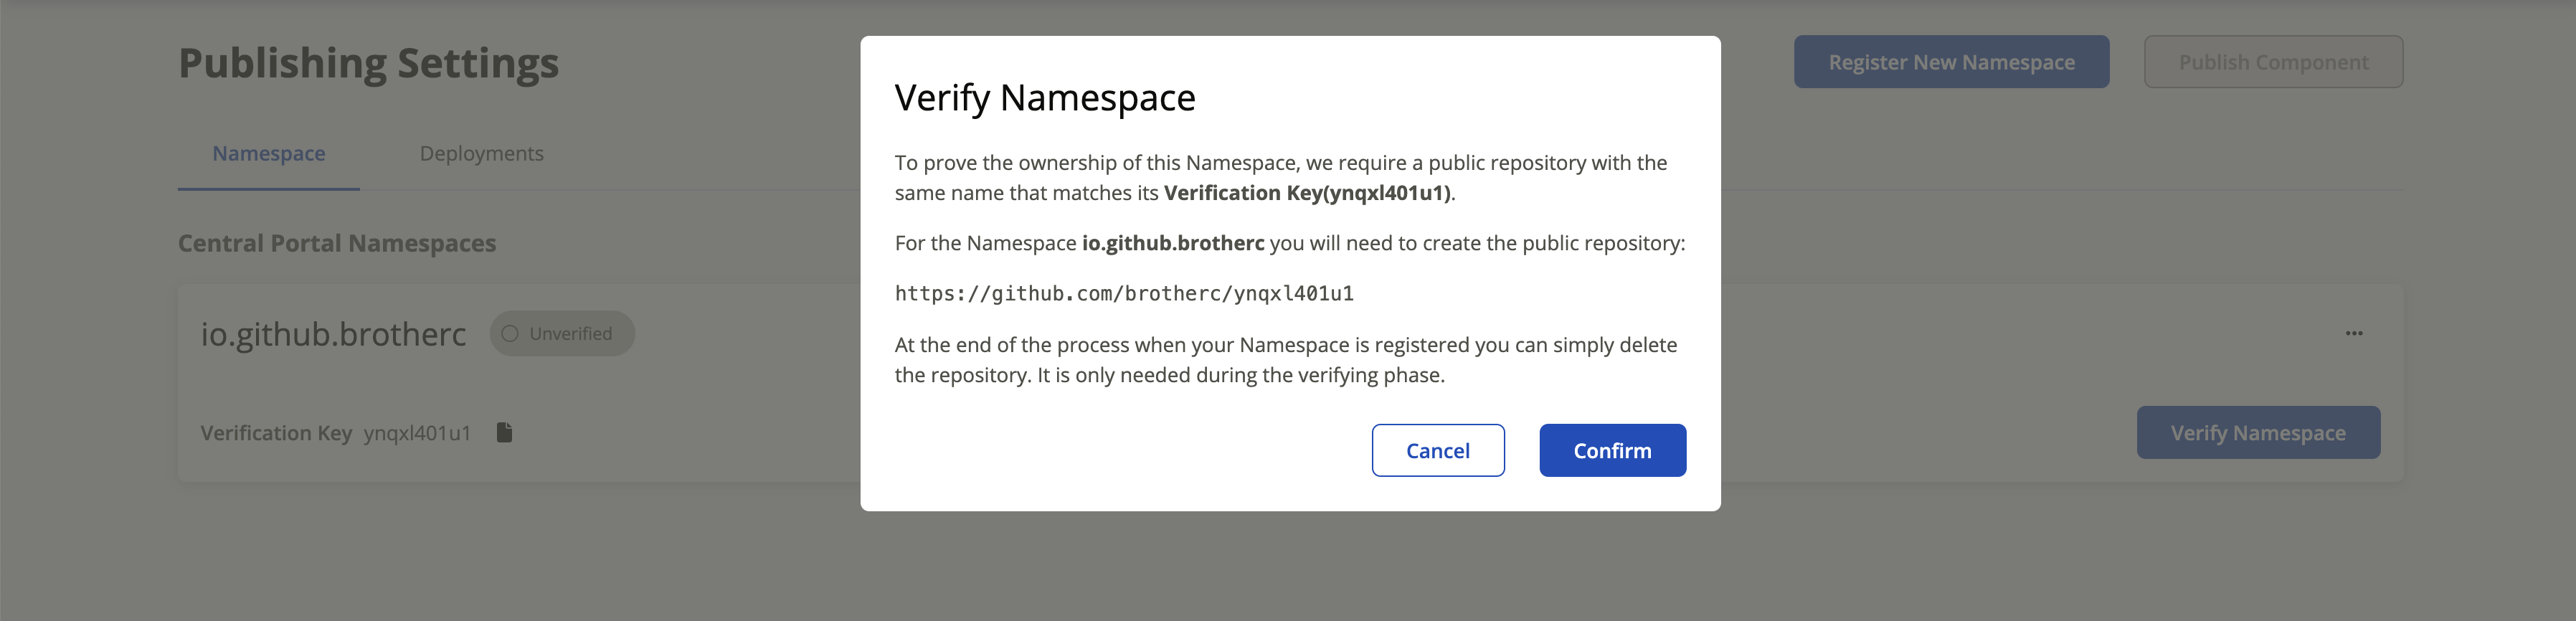 Publishing Settings
Register New Namespace
Publish Component
Namespace
Deployments
Central Portal Namespaces
io.github.brotherc
Unverified
Verification Key ynqxl401u1
Verify Namespace
Verify Namespace
To prove the ownership of this Namespace, we require a public repository with the
same name that matches its Verification Key(ynqxl401u1).
For the Namespace io.github.brotherc you will need to create the public repository:
https://github.com/brotherc/ynqxl401u1
At the end of the process when your Namespace is registered you can simply delete
the repository. It is only needed during the verifying phase.
Cancel
Confirm